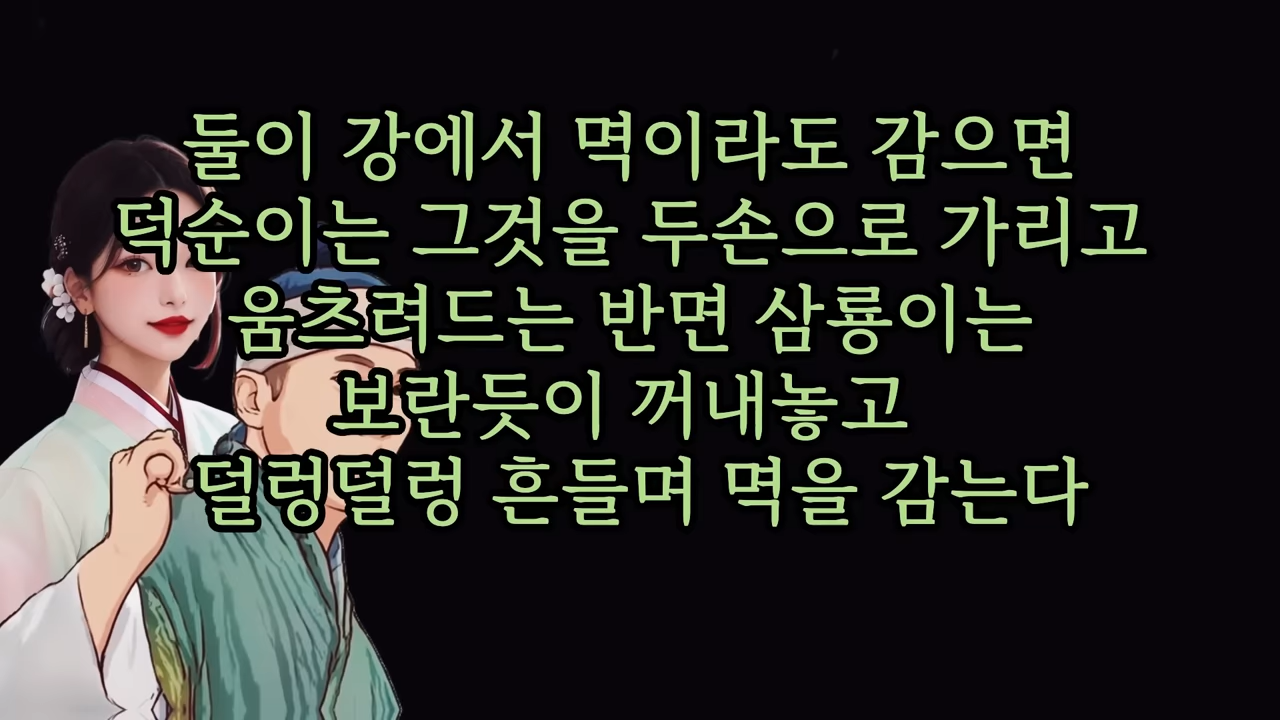 둘이 강에서 멱이라도 감으면
덕순이는 그것을 두손으로 가리고
움츠려드는 반면 삼룡이는
보란듯이 꺼내놓고
덜렁덜렁 흔들며 멱을 감는다